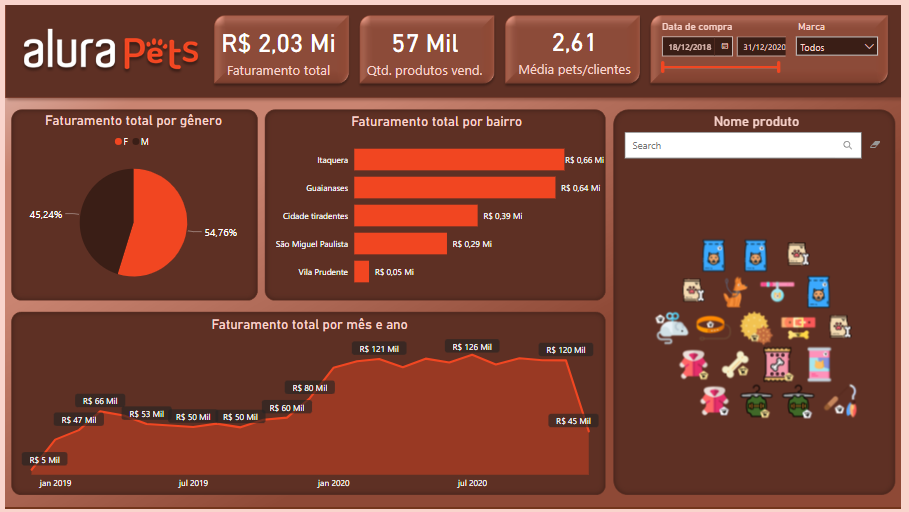 alura Pets
R$ 2,03 Mi
Faturamento total
57 Mil
Qtd. produtos vend.
2,61
Média pets/clientes
Data de compra
18/12/2018
31/12/2020
Marca
Todos
Faturamento total por gênero
F M
45,24%
54,76%
Faturamento total por bairro
Itaquera R$ 0,66 Mi
Guaianases R$ 0,64 Mi
Cidade tiradentes R$ 0,39 Mi
São Miguel Paulista R$ 0,29 Mi
Vila Prudente R$ 0,05 Mi
Nome produto
Search
Faturamento total por mês e ano
R$ 5 Mil
R$ 47 Mil
R$ 66 Mil
R$ 53 Mil
R$ 50 Mil
R$ 50 Mil
R$ 60 Mil
R$ 80 Mil
R$ 121 Mil
R$ 126 Mil
R$ 120 Mil
R$ 45 Mil
jan 2019
jul 2019
jan 2020
jul 2020